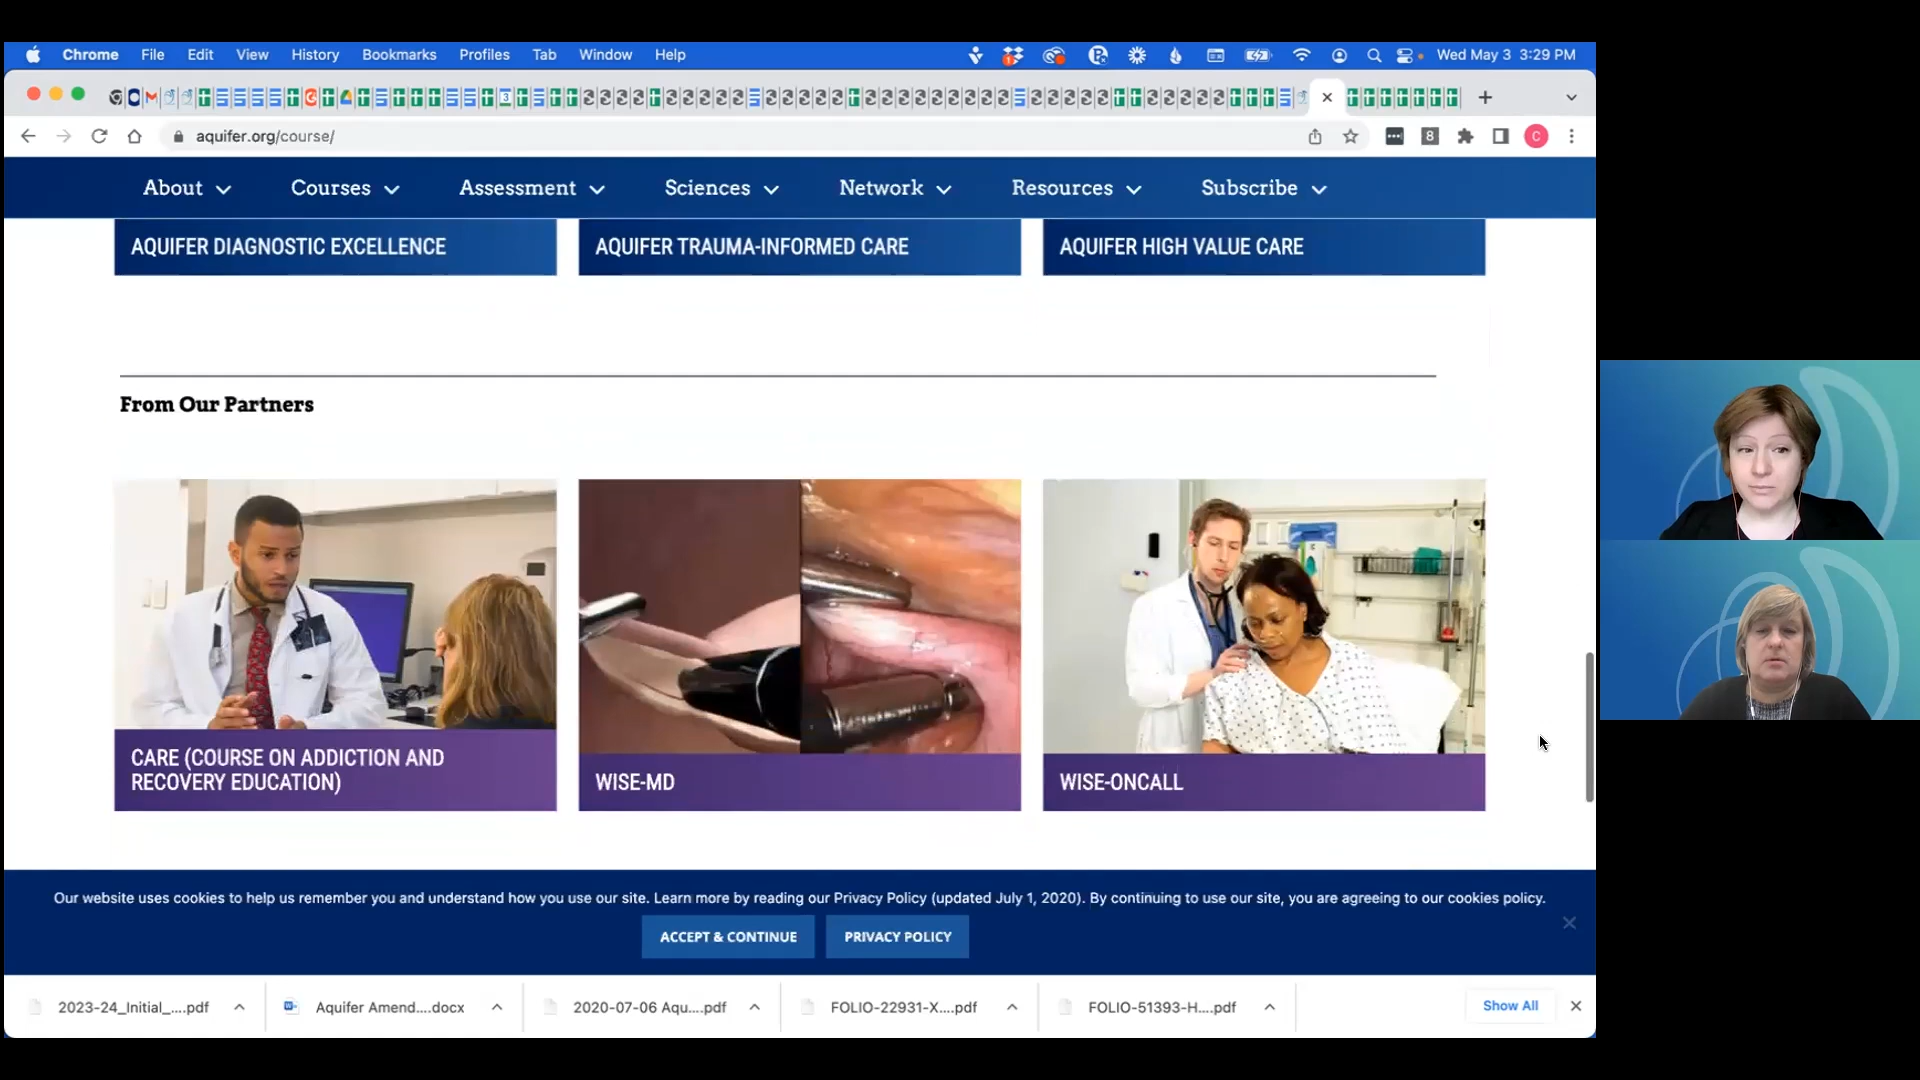 Chrome File Edit View History Bookmarks Profiles Tab Window Help Wed May 3 3:29 PM
aquifer.org/course/
About Courses Assessment Sciences Network Resources Subscribe
AQUIFER DIAGNOSTIC EXCELLENCE
AQUIFER TRAUMA-INFORMED CARE
AQUIFER HIGH VALUE CARE
From Our Partners
CARE (COURSE ON ADDICTION AND
RECOVERY EDUCATION)
WISE-MD
WISE-ONCALL
Our website uses cookies to help us remember you and understand how you use our site. Learn more by reading our Privacy Policy (updated July 1, 2020). By continuing to use our site, you are agreeing to our cookies policy.
ACCEPT & CONTINUE
PRIVACY POLICY
2023-24_Initial_....pdf
Aquifer Amend....docx
2020-07-06 Aqu....pdf
FOLIO-22931-X....pdf
FOLIO-51393-H....pdf
Show All